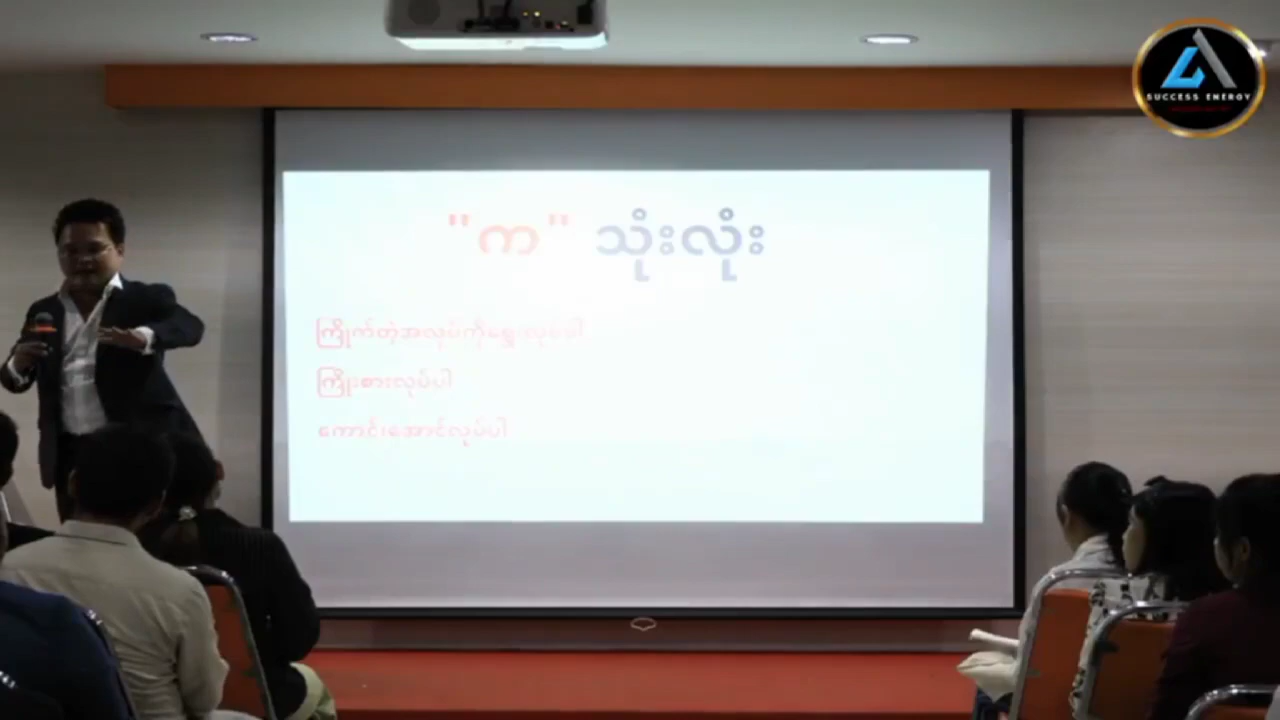 SUCCESS ENERGY
"က" သုံးလုံး
ကြိုက်တဲ့အလုပ်ကိုရွေးလုပ်ပါ
ကြိုးစားလုပ်ပါ
ကောင်းအောင်လုပ်ပါ